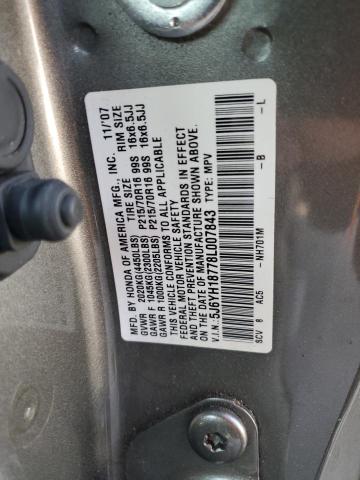 MFD. BY HONDA OF AMERICA MFG., INC. 11/'07
TIRE SIZE RIM SIZE
GVWR 2020KG(4450LBS)
GAWR F 1045KG(2300LBS) P215/70R16 99S 16x6.5JJ
GAWR R 1000KG(2205LBS) P215/70R16 99S 16x6.5JJ
THIS VEHICLE CONFORMS TO ALL APPLICABLE
FEDERAL MOTOR VEHICLE SAFETY STANDARDS IN EFFECT
ON THE DATE OF MANUFACTURE SHOWN ABOVE.
V.I.N.: 5J6YH18778L007843 TYPE: MPV
SCV 8 AC5 -NH701M -B -L